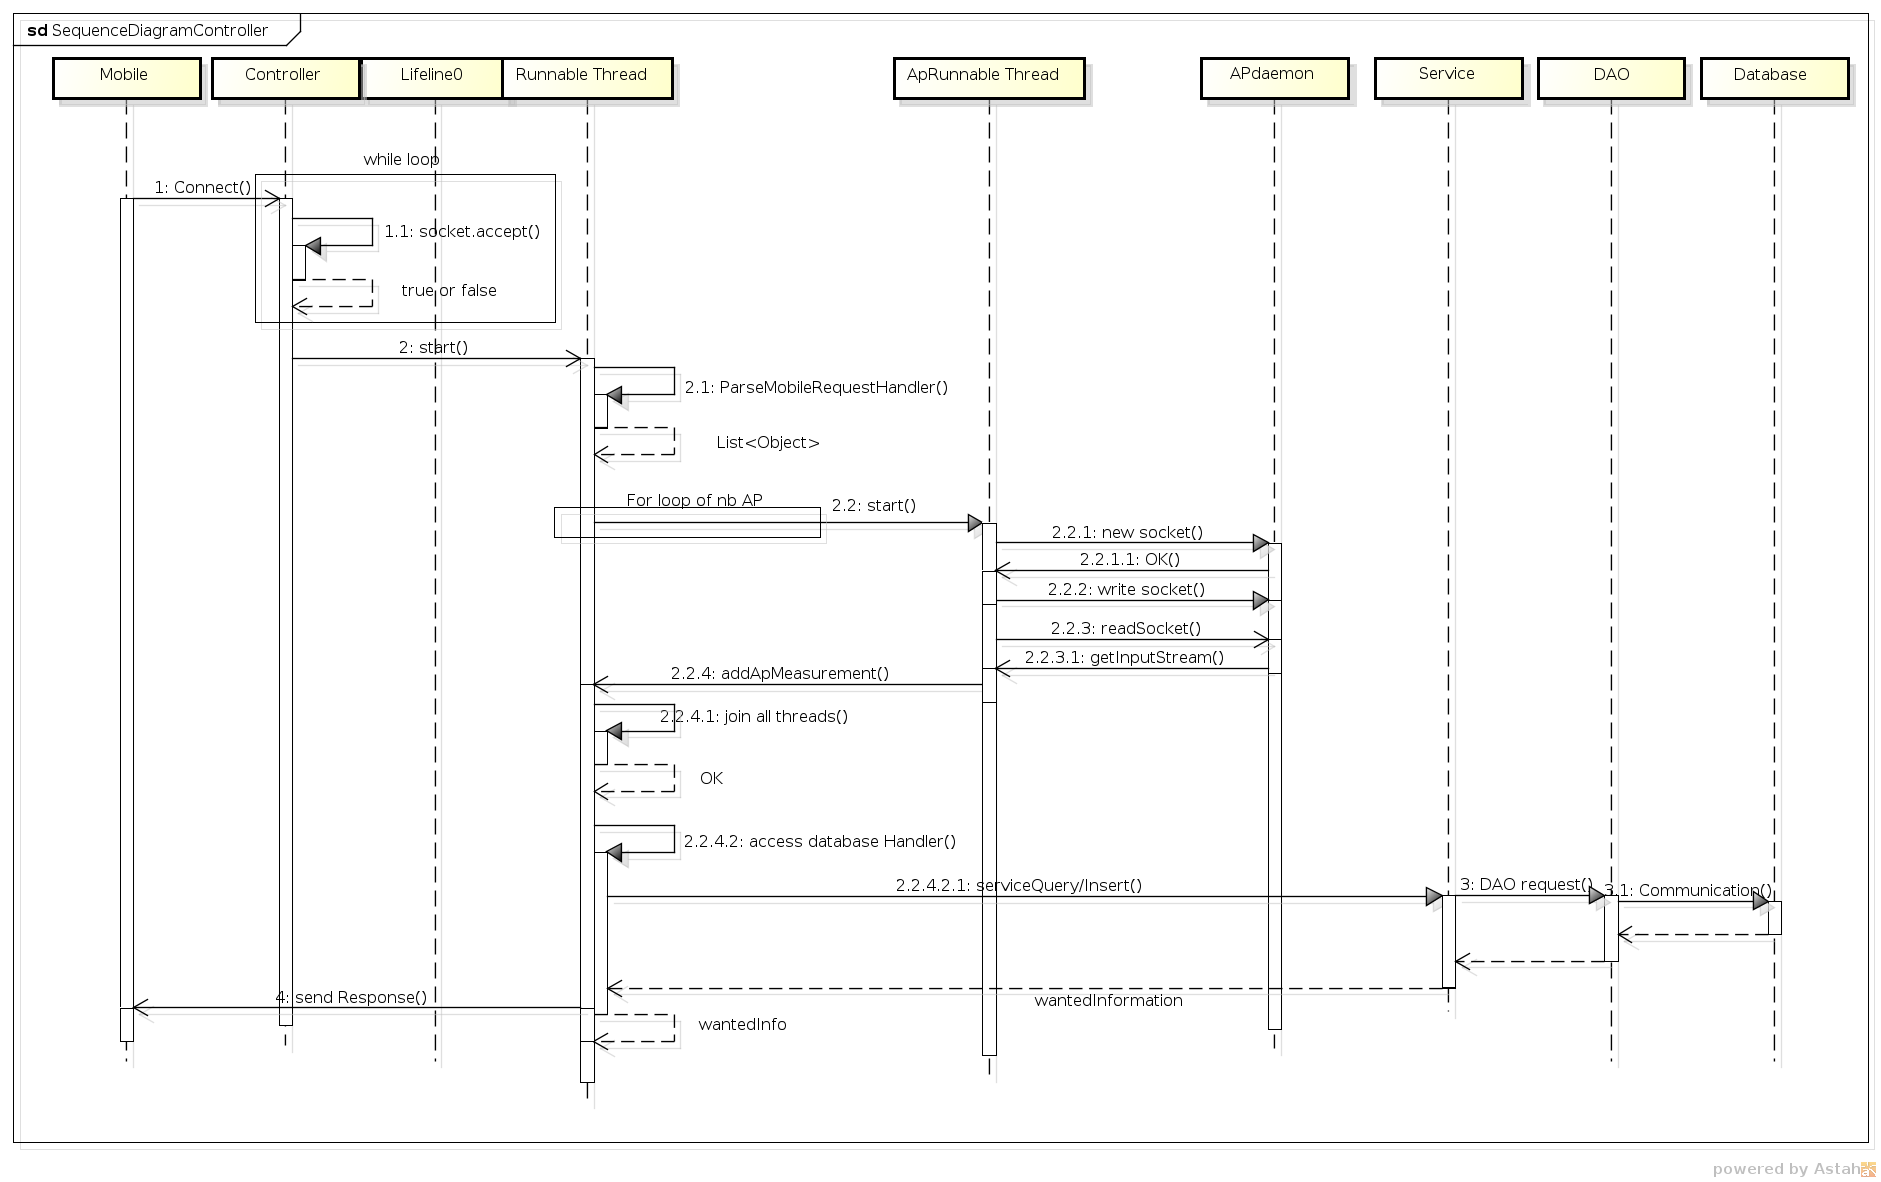 sd SequenceDiagramController
Mobile
Controller
Lifeline0
Runnable Thread
ApRunnable Thread
APdaemon
Service
DAO
Database
while loop
1: Connect()
1.1: socket.accept()
true or false
2: start()
2.1: ParseMobileRequestHandler()
List<Object>
For loop of nb AP
2.2: start()
2.2.1: new socket()
2.2.1.1: OK()
2.2.2: write socket()
2.2.3: readSocket()
2.2.3.1: getInputStream()
2.2.4: addApMeasurement()
2.2.4.1: join all threads()
OK
2.2.4.2: access database Handler()
2.2.4.2.1: serviceQuery/Insert()
3: DAO request()
3.1: Communication()
4: send Response()
wantedInformation
wantedInfo
powered by Astah